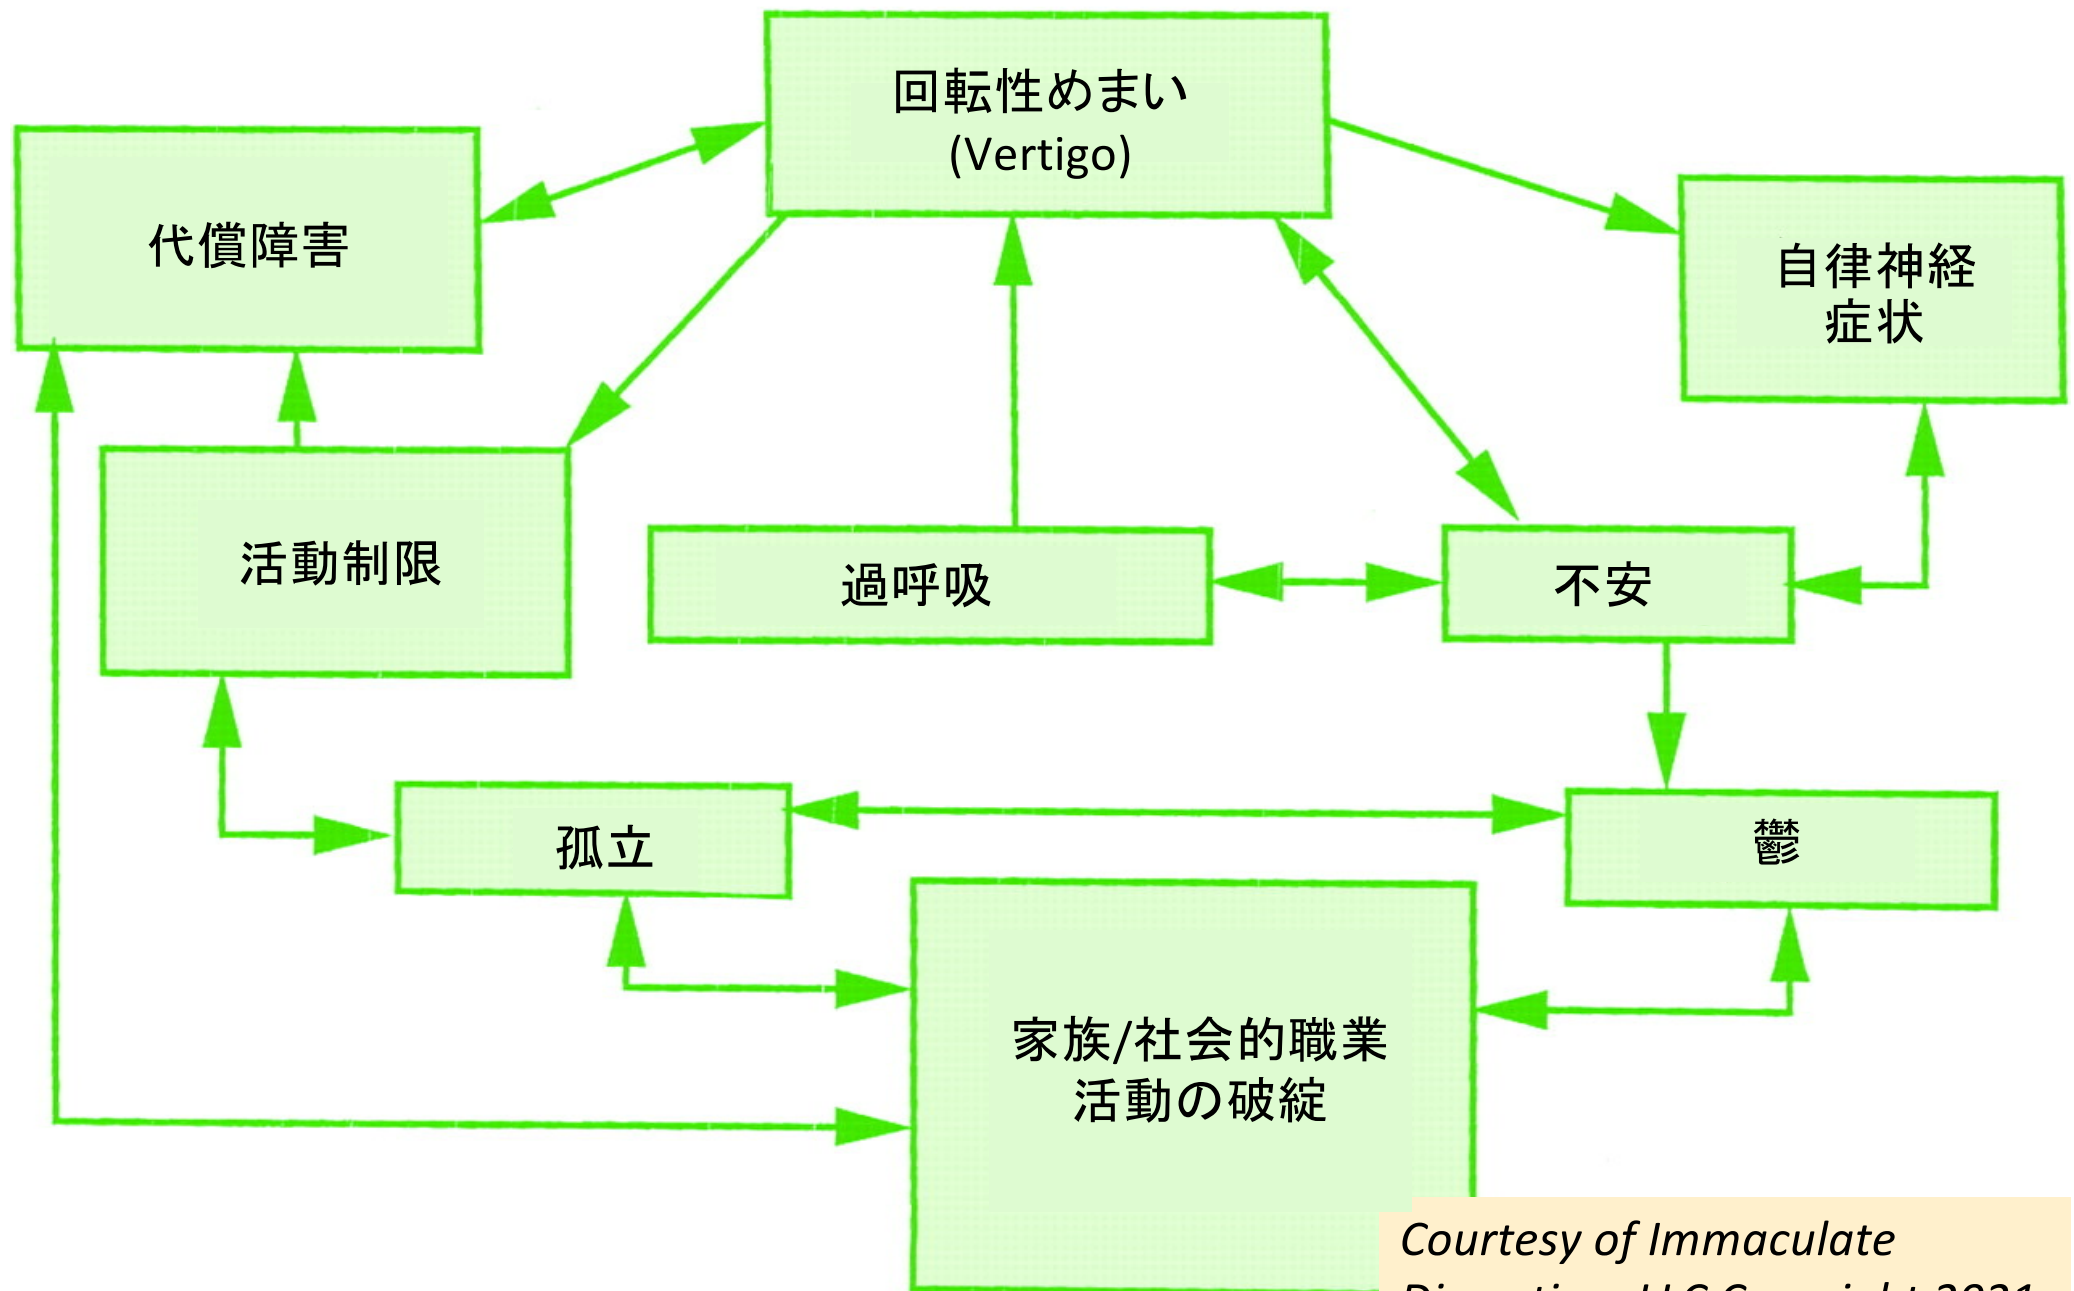 回転性めまい
(Vertigo)
代償障害
自律神経
症状
活動制限
過呼吸
不安
孤立
鬱
家族/社会的職業
活動の破綻
Courtesy of Immaculate